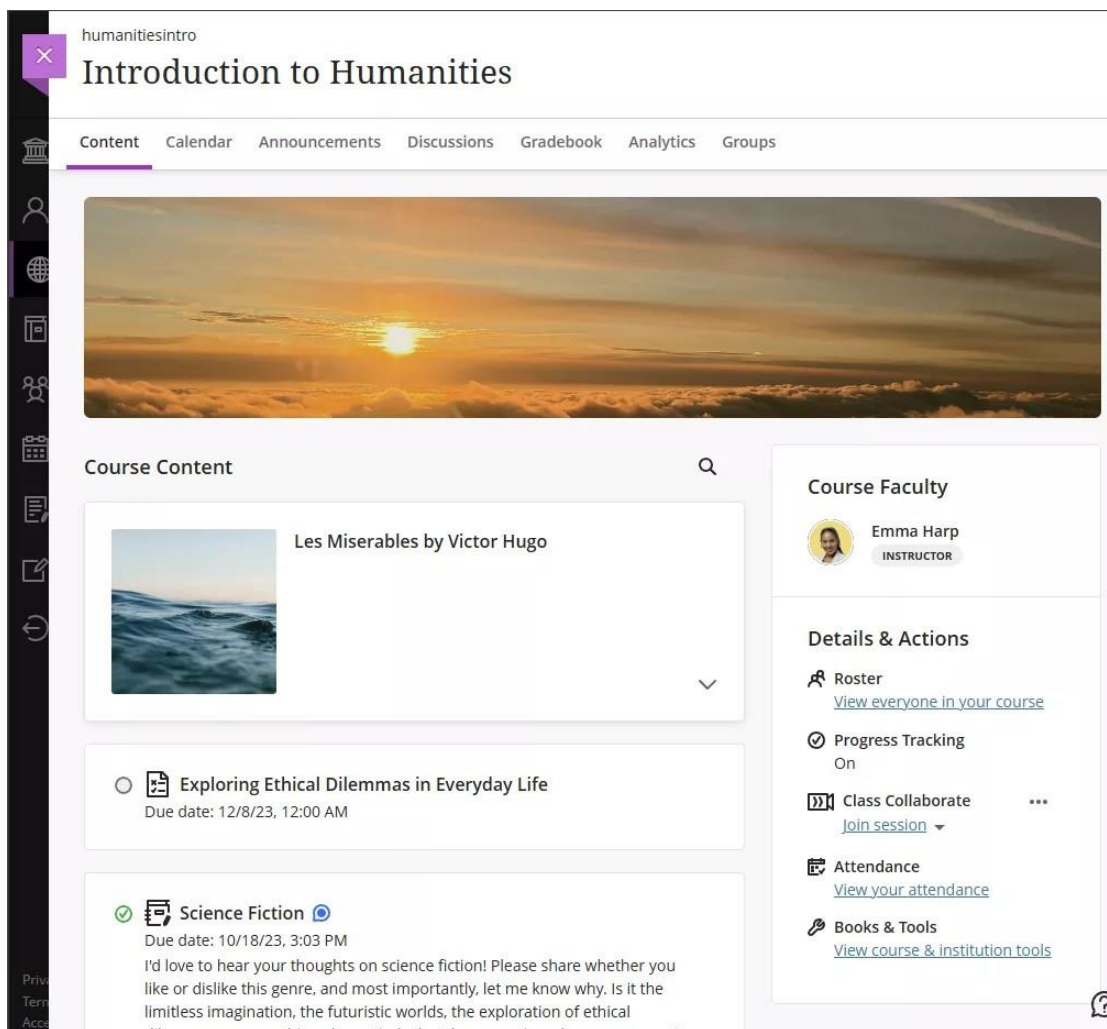 humanitiesintro
Introduction to Humanities
Content Calendar Announcements Discussions Gradebook Analytics Groups
Course Content
Les Miserables by Victor Hugo
Exploring Ethical Dilemmas in Everyday Life
Due date: 12/8/23, 12:00 AM
Science Fiction
Due date: 10/18/23, 3:03 PM
I'd love to hear your thoughts on science fiction! Please share whether you
like or dislike this genre, and most importantly, let me know why. Is it the
limitless imagination, the futuristic worlds, the exploration of ethical
Course Faculty
Emma Harp
INSTRUCTOR
Details & Actions
Roster
View everyone in your course
Progress Tracking
On
Class Collaborate
Join session
Attendance
View your attendance
Books & Tools
View course & institution tools